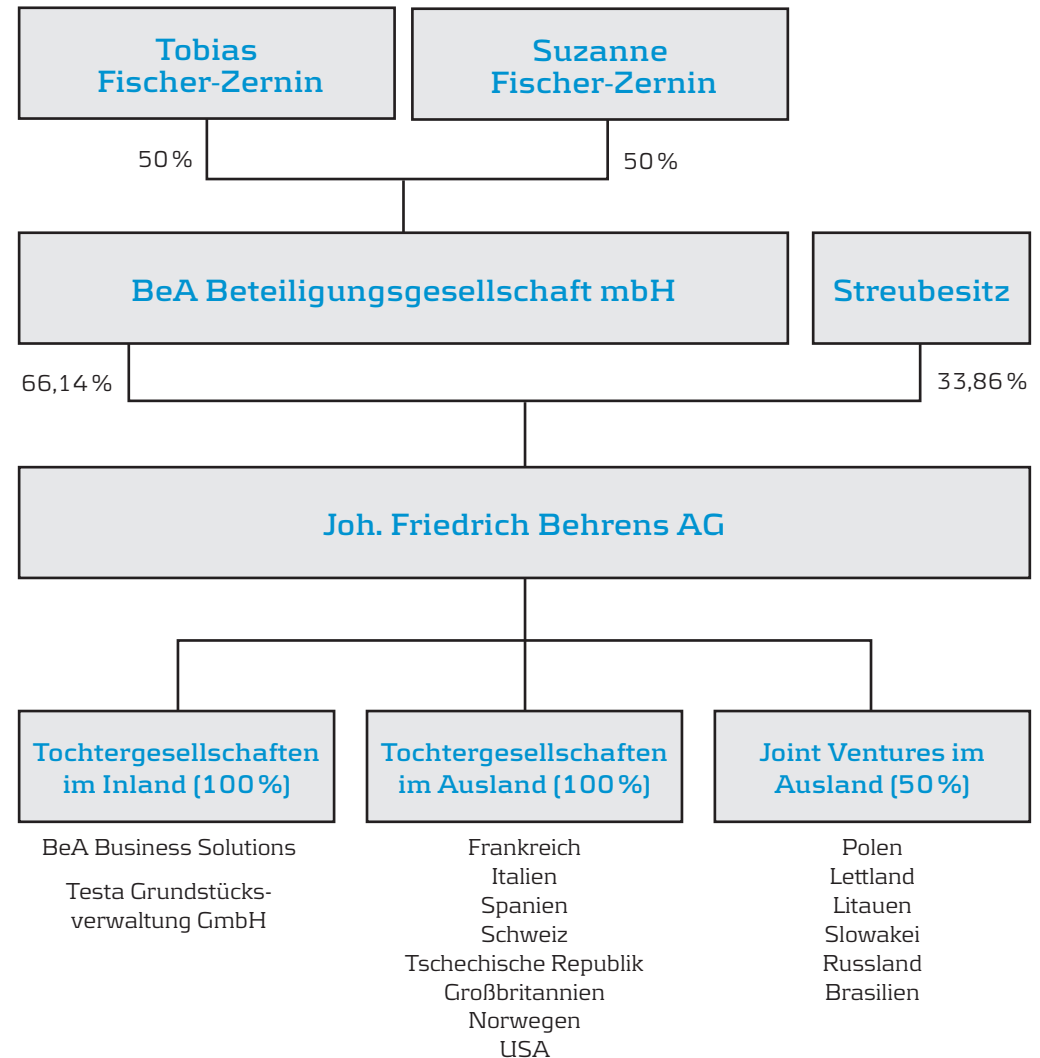 Tobias
Fischer-Zernin
Suzanne
Fischer-Zernin
50 %
50 %
BeA Beteiligungsgesellschaft mbH
Streubesitz
66,14 %
33,86 %
Joh. Friedrich Behrens AG
Tochtergesellschaften
im Inland (100 %)
Tochtergesellschaften
im Ausland (100 %)
Joint Ventures im
Ausland (50 %)
BeA Business Solutions
Testa Grundstücks-
verwaltung GmbH
Frankreich
Italien
Spanien
Schweiz
Tschechische Republik
Großbritannien
Norwegen
USA
Polen
Lettland
Litauen
Slowakei
Russland
Brasilien